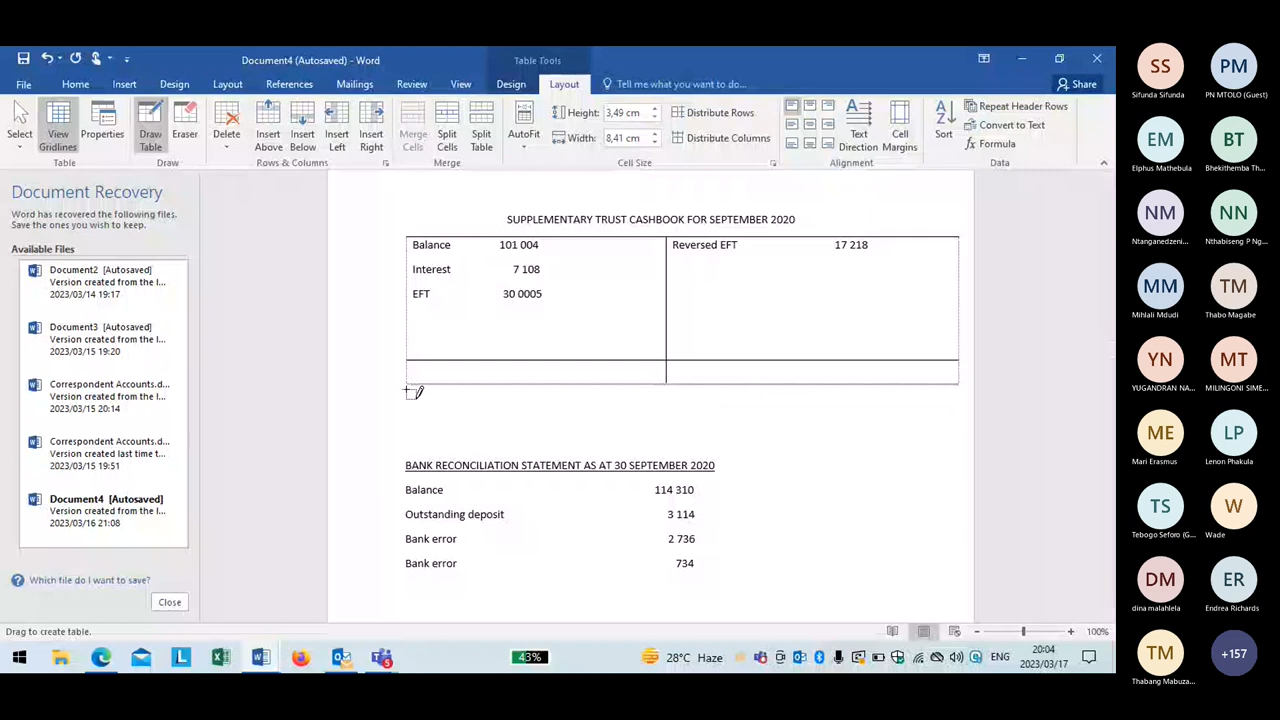 Document4 (Autosaved) - Word
Table Tools
File Home Insert Design Layout References Mailings Review View Design Layout Tell me what you want to do... Share
Select View Gridlines Properties Draw Table Eraser Delete Insert Above Insert Below Insert Left Insert Right Merge Cells Split Cells Split Table AutoFit Height: 3,49 cm Distribute Rows Width: 8,41 cm Distribute Columns Text Direction Cell Margins Sort Repeat Header Rows Convert to Text Formula
Table Draw Rows & Columns Merge Cell Size Alignment Data
Document Recovery
Word has recovered the following files.
Save the ones you wish to keep.
Available Files
Document2 [Autosaved]
Version created from the l...
2023/03/14 19:17
Document3 [Autosaved]
Version created from the l...
2023/03/15 19:20
Correspondent Accounts.d...
Version created from the l...
2023/03/15 20:14
Correspondent Accounts.d...
Version created last time t...
2023/03/15 19:51
Document4 [Autosaved]
Version created from the l...
2023/03/16 21:08
Which file do I want to save?
Close
SUPPLEMENTARY TRUST CASHBOOK FOR SEPTEMBER 2020
Balance 101 004 Reversed EFT 17 218
Interest 7 108
EFT 30 0005
BANK RECONCILIATION STATEMENT AS AT 30 SEPTEMBER 2020
Balance 114 310
Outstanding deposit 3 114
Bank error 2 736
Bank error 734
Drag to create table.
100%
43%
28°C Haze
ENG
20:04
2023/03/17
SS PM
Sifunda Sifunda PN MTOLO (Guest)
EM BT
Elphus Mathebula Bhekithemba Th...
NM NN
Ntanganedzeni... Nthabiseng P Ng...
MM TM
Mihlali Mdudi Thabo Magabe
YN MT
YUGANDRAN NA... MILINGONI SIME...
ME LP
Mari Erasmus Lenon Phakula
TS W
Tebogo Seforo (G... Wade
DM ER
dina malahlela Endrea Richards
TM +157
Thabang Mabuza...